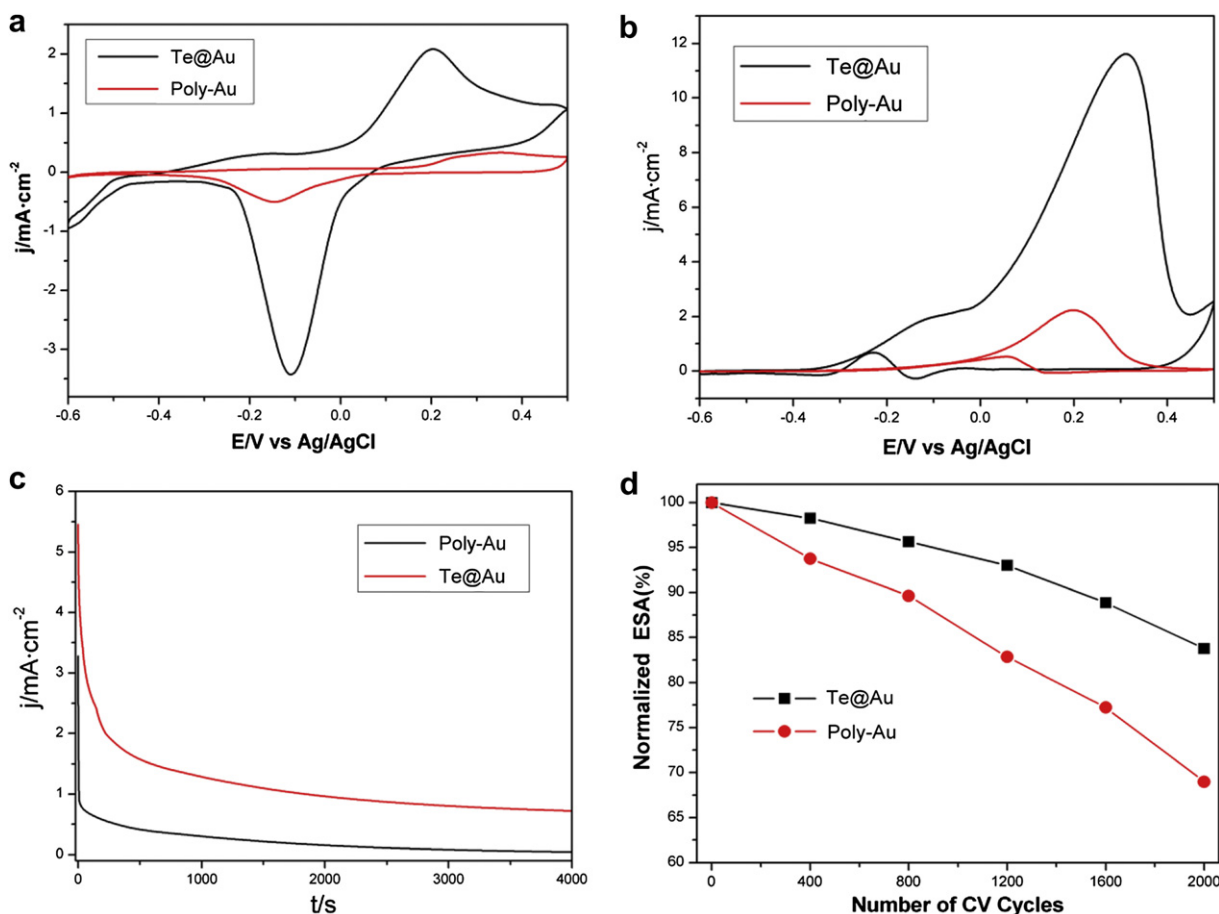 a
Te@Au
Poly-Au
2
1
0
-1
-2
-3
j/mA·cm-2
-0.6
-0.4
-0.2
0.0
0.2
0.4
E/V vs Ag/AgCl
b
Te@Au
Poly-Au
12
10
8
6
4
2
0
j/mA·cm-2
-0.6
-0.4
-0.2
0.0
0.2
0.4
E/V vs Ag/AgCl
c
Poly-Au
Te@Au
6
5
4
3
2
1
0
j/mA·cm-2
0
1000
2000
3000
4000
t/s
d
100
95
90
85
80
75
70
65
60
Normalized ESA(%)
Te@Au
Poly-Au
0
400
800
1200
1600
2000
Number of CV Cycles